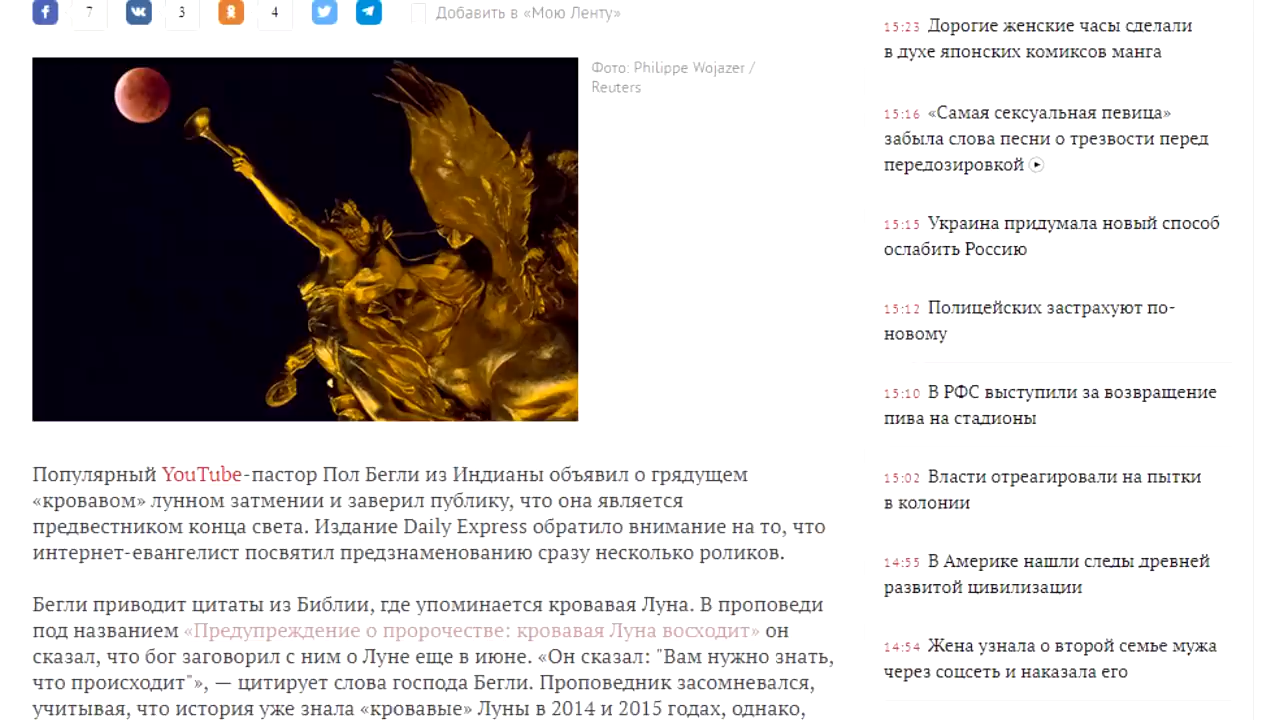 7
3
4
Добавить в «Мою Ленту»
Фото: Philippe Wojazer /
Reuters
Популярный YouTube-пастор Пол Бегли из Индианы объявил о грядущем
«кровавом» лунном затмении и заверил публику, что она является
предвестником конца света. Издание Daily Express обратило внимание на то, что
интернет-евангелист посвятил предзнаменованию сразу несколько роликов.
Бегли приводит цитаты из Библии, где упоминается кровавая Луна. В проповеди
под названием «Предупреждение о пророчестве: кровавая Луна восходит» он
сказал, что бог заговорил с ним о Луне еще в июне. «Он сказал: "Вам нужно знать,
что происходит"», — цитирует слова господа Бегли. Проповедник засомневался,
учитывая, что история уже знала «кровавые» Луны в 2014 и 2015 годах, однако,
15:23 Дорогие женские часы сделали
в духе японских комиксов манга
15:16 «Самая сексуальная певица»
забыла слова песни о трезвости перед
передозировкой
15:15 Украина придумала новый способ
ослабить Россию
15:12 Полицейских застрахуют по-
новому
15:10 В РФС выступили за возвращение
пива на стадионы
15:02 Власти отреагировали на пытки
в колонии
14:55 В Америке нашли следы древней
развитой цивилизации
14:54 Жена узнала о второй семье мужа
через соцсеть и наказала его